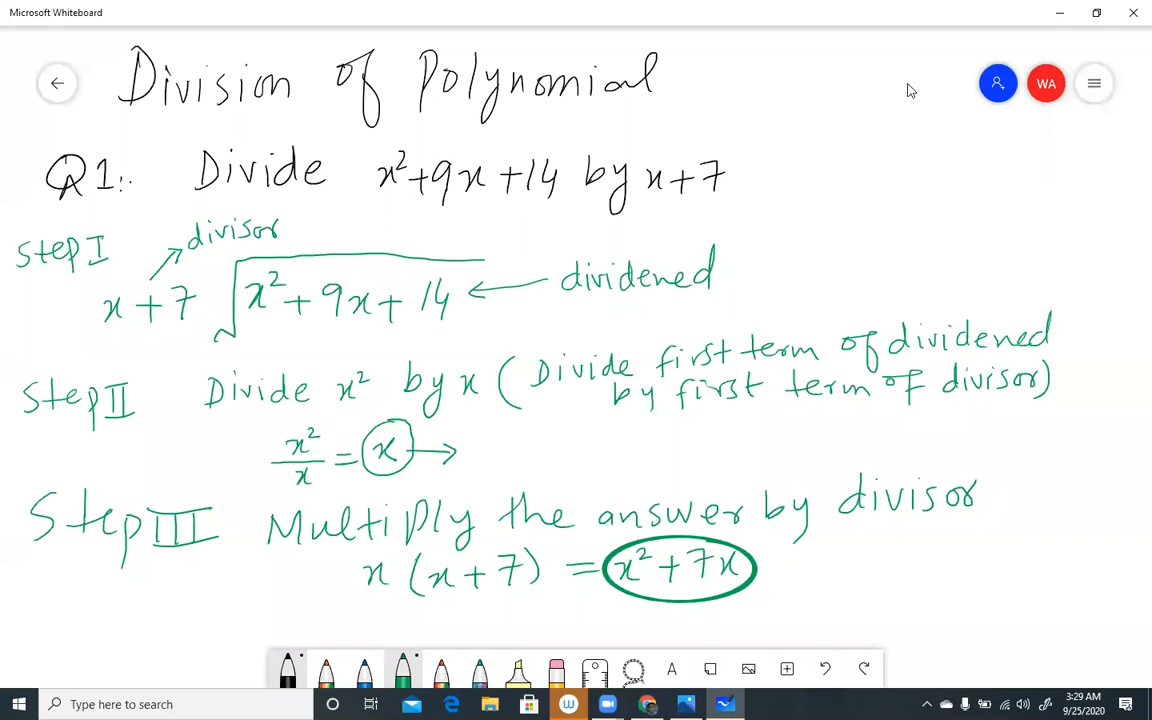 Microsoft Whiteboard
Division of Polynomial
WA
Q1:. Divide x²+9x+14 by x+7
Step I divisor
x+7 √x²+9x+14 ← dividened
Step II Divide x² by x (Divide first term of dividened
by first term of divisor)
x²/x = x →
Step III Multiply the answer by divisor
x (x+7) = x²+7x
A
Type here to search
3:29 AM
9/25/2020